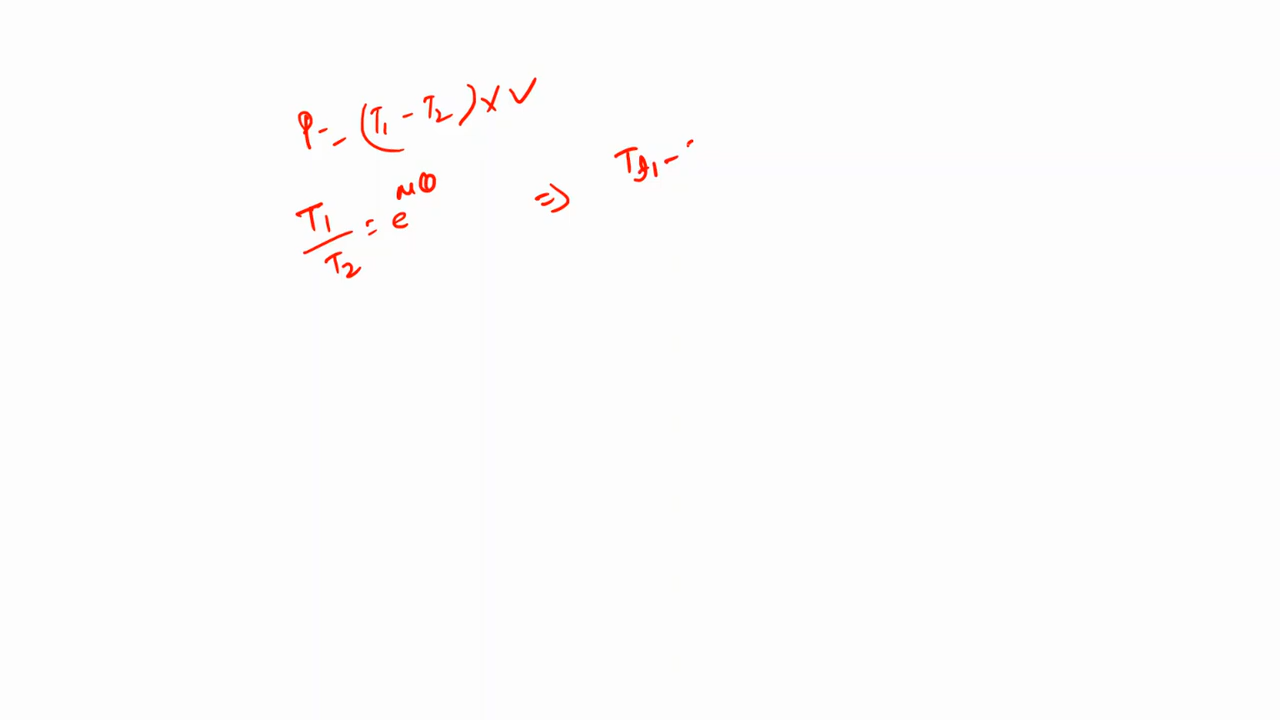 P = (T₁ - T₂) × V
T₁/T₂ = e^μθ ⇒